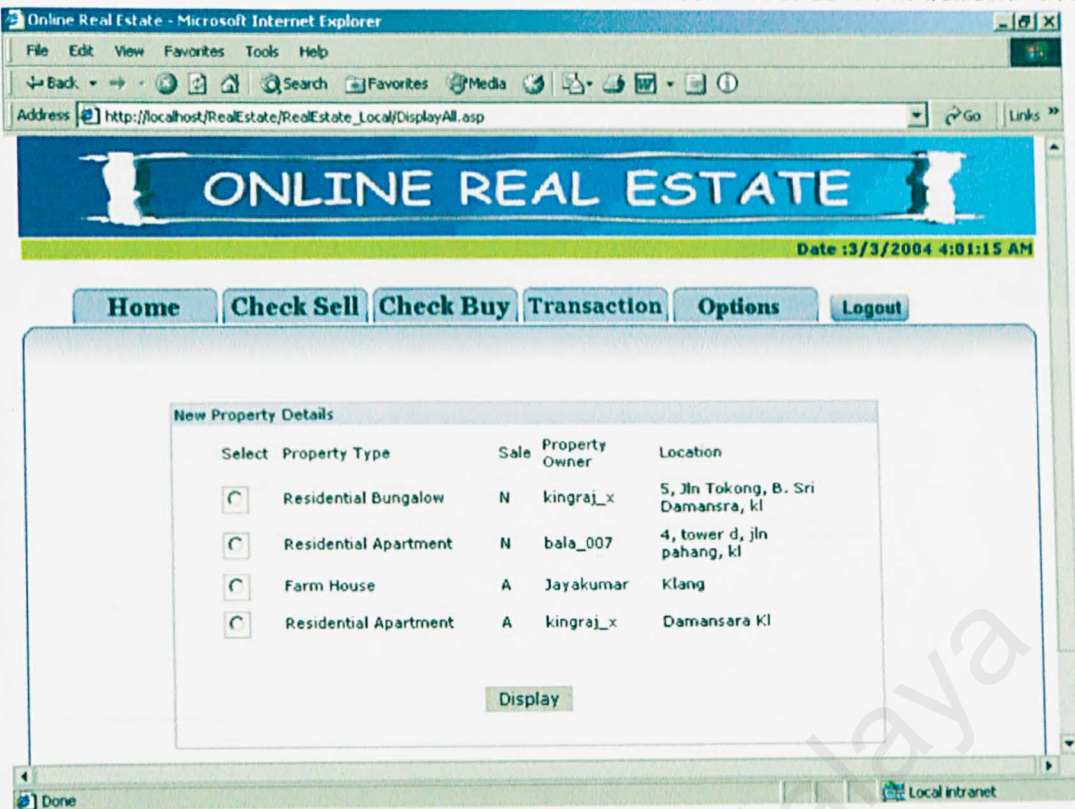 Online Real Estate - Microsoft Internet Explorer
File Edit View Favorites Tools Help
Back Search Favorites Media
Address http://localhost/RealEstate/RealEstate_Local/DisplayAll.asp Go Links »
ONLINE REAL ESTATE
Date :3/3/2004 4:01:15 AM
Home Check Sell Check Buy Transaction Options Logout
New Property Details
Select Property Type Sale Property Owner Location
Residential Bungalow N kingraj_x 5, Jln Tokong, B. Sri Damansra, kl
Residential Apartment N bala_007 4, tower d, jln pahang, kl
Farm House A Jayakumar Klang
Residential Apartment A kingraj_x Damansara Kl
Display
Done Local intranet